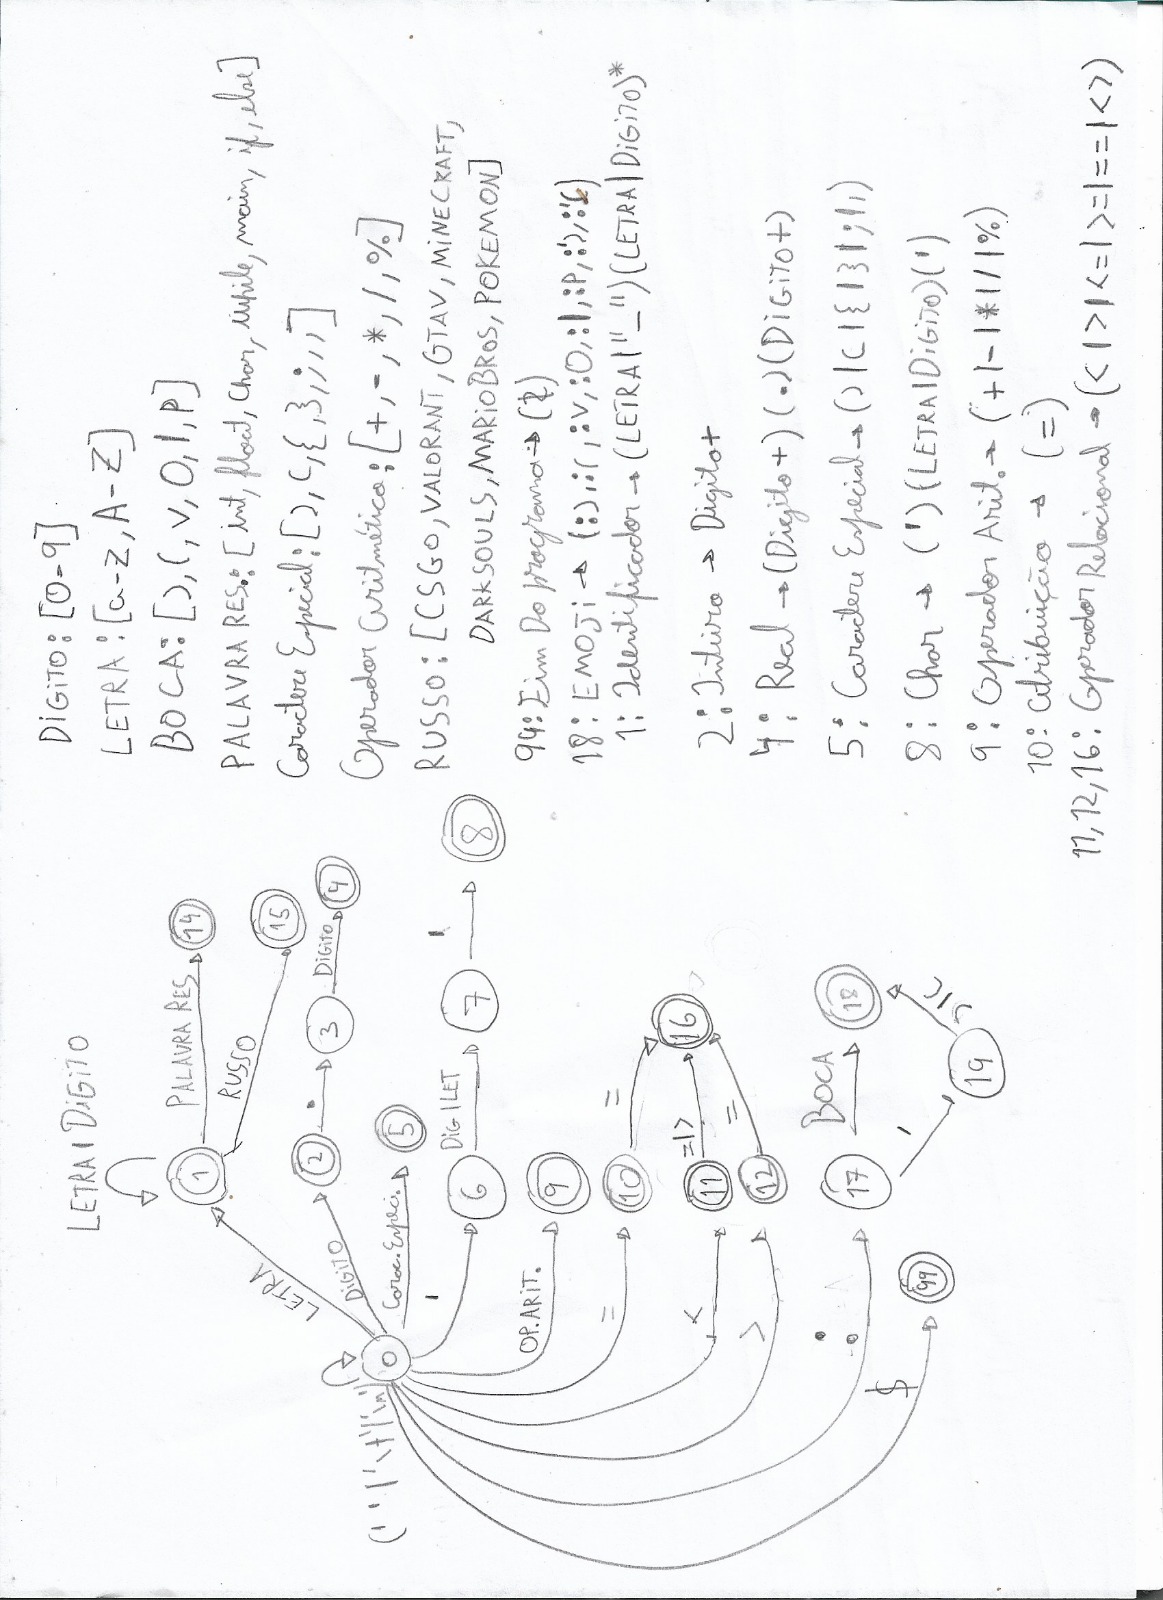 LETRA | DiGiTO
1
PALAVRA RES
14
RUSSO
15
LETRA
DiGiTO
2
.
3
DiGiTO
4
(' '|'\t'|'\n')
0
Carac. Espéci.
5
'
6
DiG | LET
7
'
8
OP. ARiT.
9
=
10
=
<
11
=|>
16
>
12
=
:
17
BOCA
18
$
99
'
19
)|(
DiGiTO: [0-9]
LETRA: [a-z, A-Z]
BOCA: [), (, v, O, |, P]
PALAVRA RES.: [int, float, Char, while, main, if, else]
Caractere Especial: [), (, {, }, ;, ,]
Operador Aritmético: [+, -, *, /, %]
RUSSO: [CSGO, VALORANT, GTAV, MiNECRAFT,
DARKSOULS, MARiOBROS, POKEMON]
99: Fim Do programa → ($)
18: EMOJi → (:), :(, :v, :O, :|, :P, :'), :'()
1: Identificador → (LETRA|"_")(LETRA|DiGiTO)*
2: Inteiro → Digito+
4: Real → (Digito+)(.)(DiGiTO+)
5: Caractere Especial → ()|(|{|}|;|,)
8: Char → (')(LETRA|DiGiTO)(')
9: Operador Arit. → (+|-|*|/|%)
10: Atribuição → (=)
11, 12, 16: Operador Relacional → (<|>|<=|>=|==|<>)